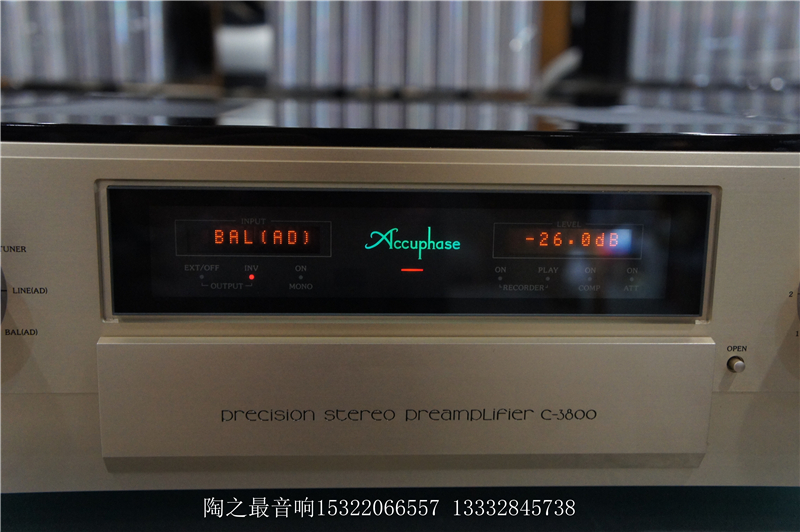 INPUT
BAL(AD)
EXT/OFF INV ON
OUTPUT MONO
Accuphase
LEVEL
-26.0dB
ON PLAY ON ON
*RECORDER* COMP ATT
TUNER
LINE(AD)
BAL(AD)
2
1
OPEN
precision stereo preamplifier C-3800
陶之最音响15322066557 13332845738